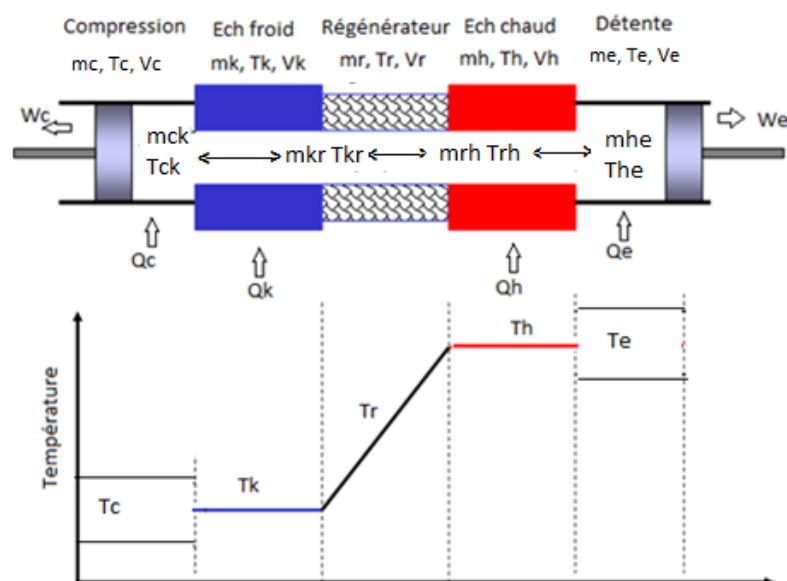 Compression Ech froid Régénérateur Ech chaud Détente
mc, Tc, Vc mk, Tk, Vk mr, Tr, Vr mh, Th, Vh me, Te, Ve
Wc We
mck mkr Tkr mrh Trh mhe
Tck The
Qc Qk Qh Qe
Température
Tc Tk Tr Th Te